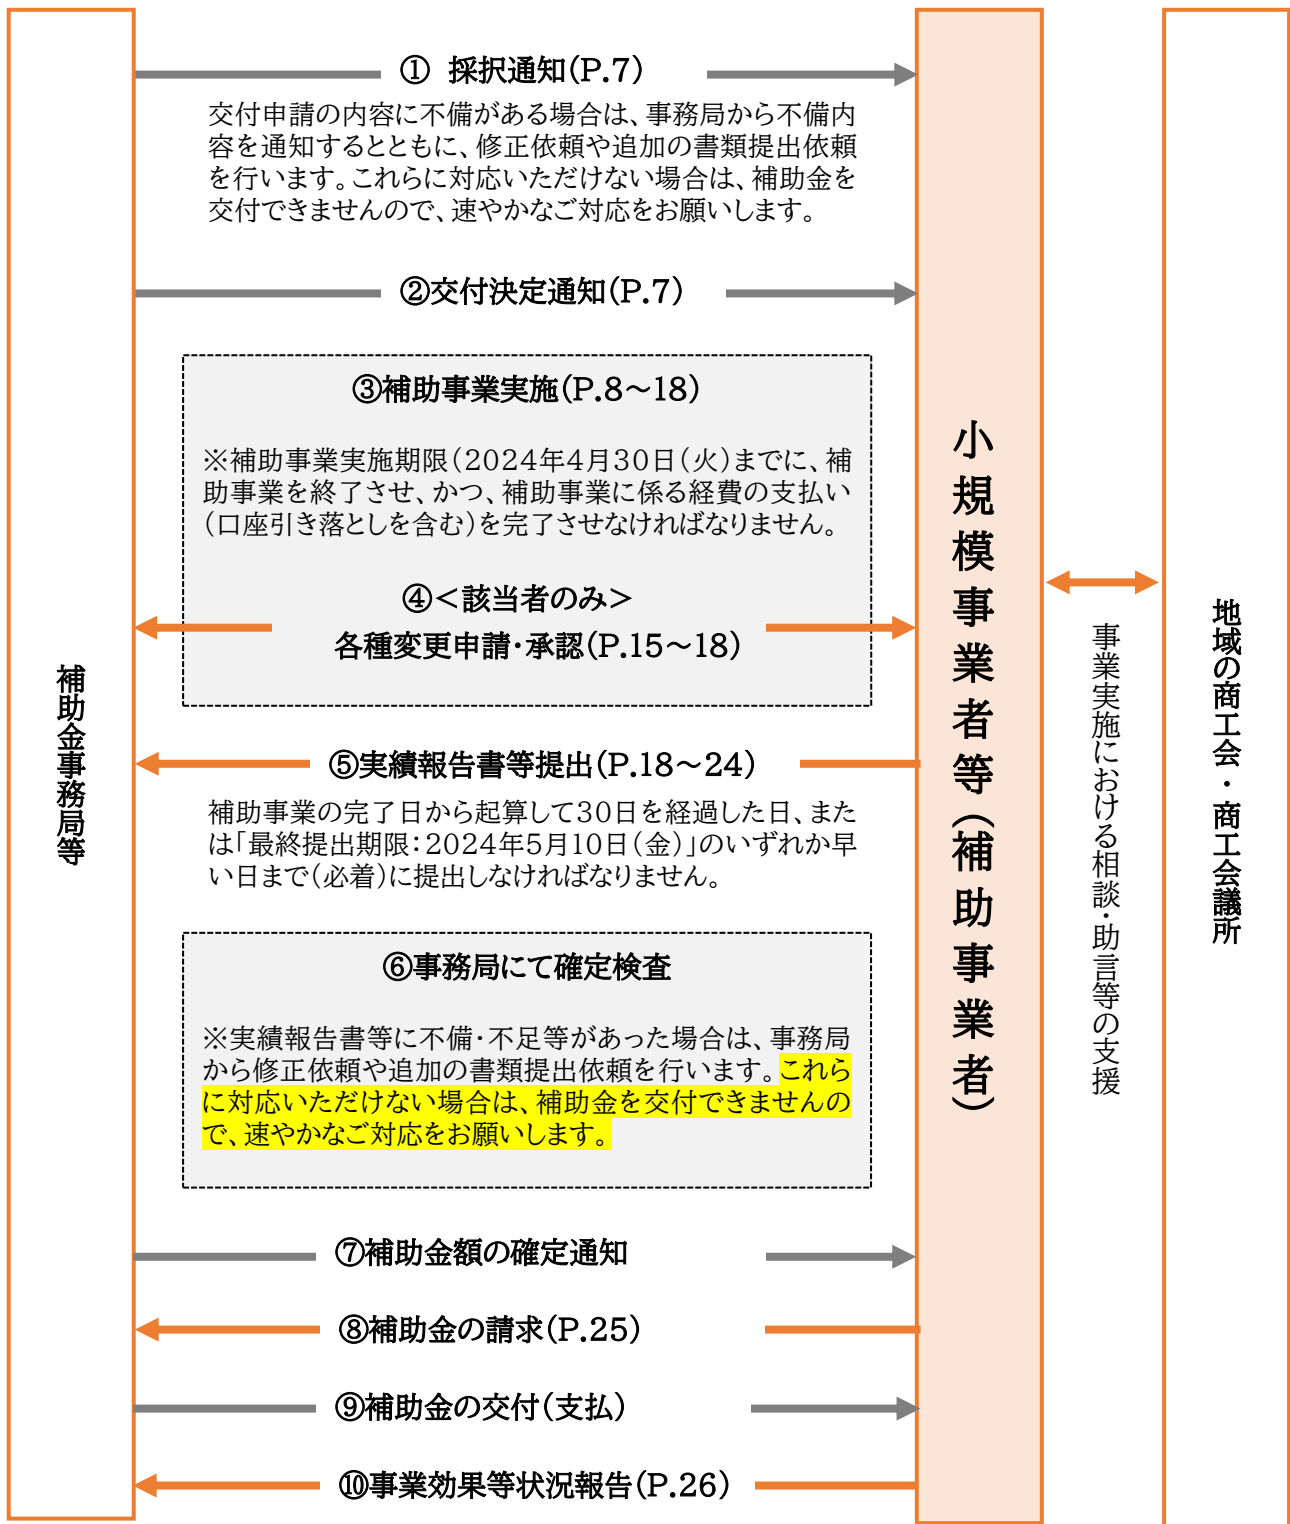 ① 採択通知(P.7)
交付申請の内容に不備がある場合は、事務局から不備内
容を通知するとともに、修正依頼や追加の書類提出依頼
を行います。これらに対応いただけない場合は、補助金を
交付できませんので、速やかなご対応をお願いします。
②交付決定通知(P.7)
③補助事業実施(P.8～18)
※補助事業実施期限(2024年4月30日(火)までに、補
助事業を終了させ、かつ、補助事業に係る経費の支払い
(口座引き落としを含む)を完了させなければなりません。
④＜該当者のみ＞
各種変更申請・承認(P.15～18)
⑤実績報告書等提出(P.18～24)
補助事業の完了日から起算して30日を経過した日、また
は「最終提出期限：2024年5月10日(金)」のいずれか早
い日まで(必着)に提出しなければなりません。
⑥事務局にて確定検査
※実績報告書等に不備・不足等があった場合は、事務局
から修正依頼や追加の書類提出依頼を行います。これら
に対応いただけない場合は、補助金を交付できませんの
で、速やかなご対応をお願いします。
⑦補助金額の確定通知
⑧補助金の請求(P.25)
⑨補助金の交付(支払)
⑩事業効果等状況報告(P.26)
補助金事務局等
小規模事業者等(補助事業者)
事業実施における相談・助言等の支援
地域の商工会・商工会議所